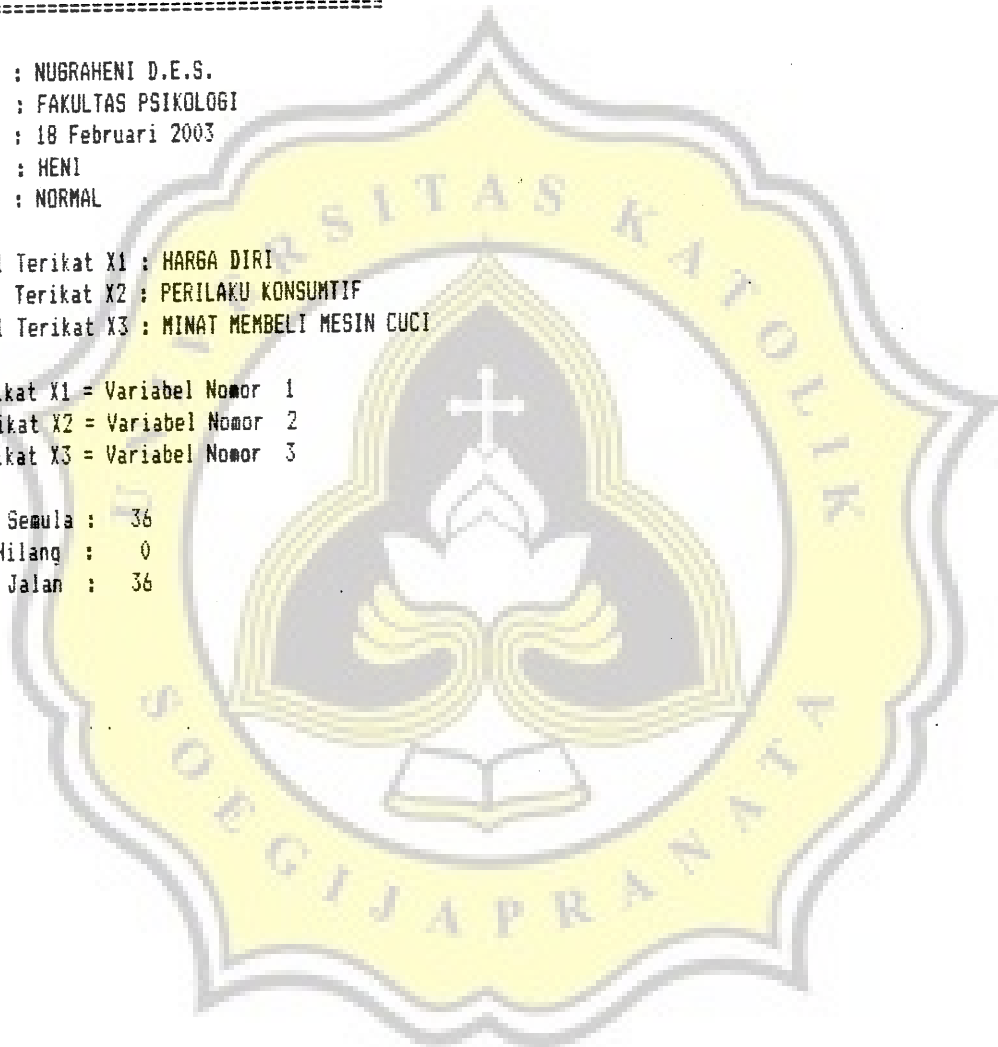 ==================================
: NUGRAHENI D.E.S.
: FAKULTAS PSIKOLOGI
: 18 Februari 2003
: HENI
: NORMAL
Terikat X1 : HARGA DIRI
Terikat X2 : PERILAKU KONSUMTIF
Terikat X3 : MINAT MEMBELI MESIN CUCI
kat X1 = Variabel Nomor 1
ikat X2 = Variabel Nomor 2
kat X3 = Variabel Nomor 3
Semula : 36
Hilang : 0
Jalan : 36
UNIVERSITAS KATOLIK
SOEGIJAPRANATA